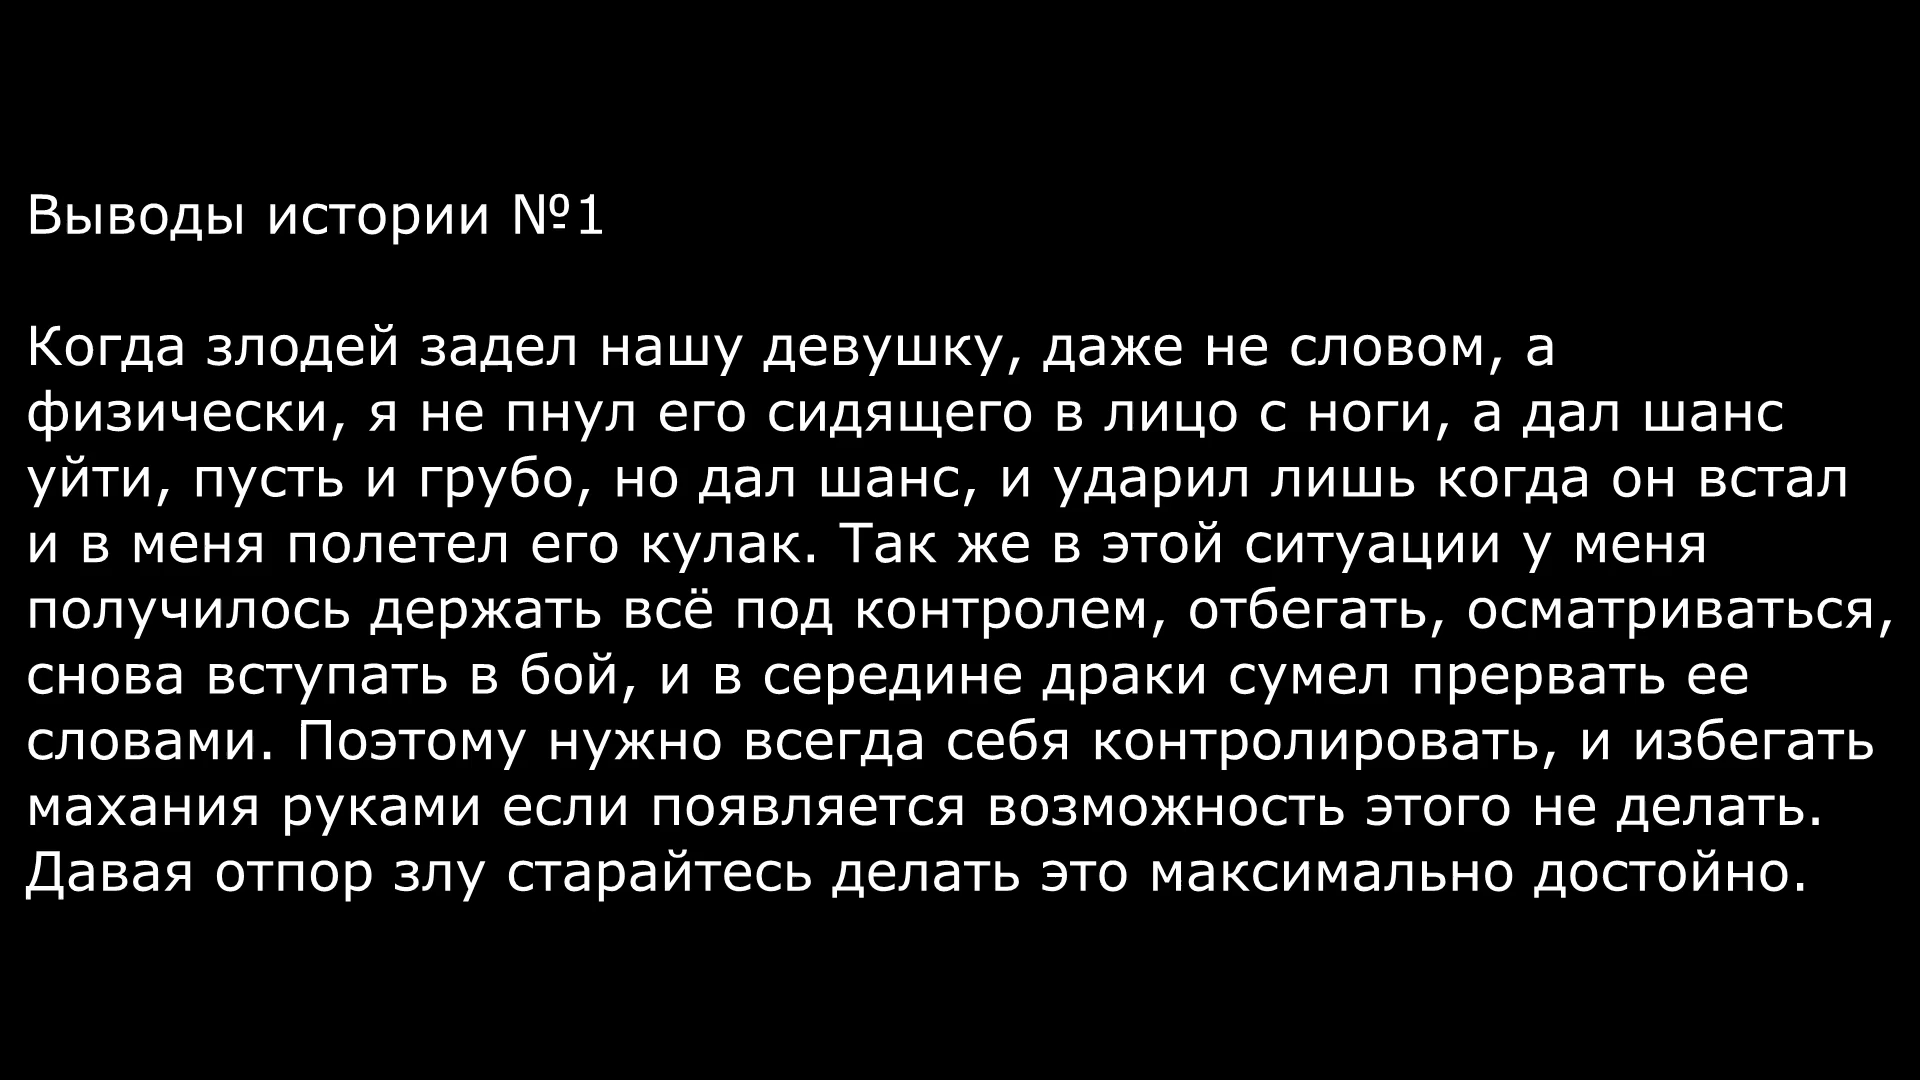 Выводы истории №1
Когда злодей задел нашу девушку, даже не словом, а
физически, я не пнул его сидящего в лицо с ноги, а дал шанс
уйти, пусть и грубо, но дал шанс, и ударил лишь когда он встал
и в меня полетел его кулак. Так же в этой ситуации у меня
получилось держать всё под контролем, отбегать, осматриваться,
снова вступать в бой, и в середине драки сумел прервать ее
словами. Поэтому нужно всегда себя контролировать, и избегать
махания руками если появляется возможность этого не делать.
Давая отпор злу старайтесь делать это максимально достойно.